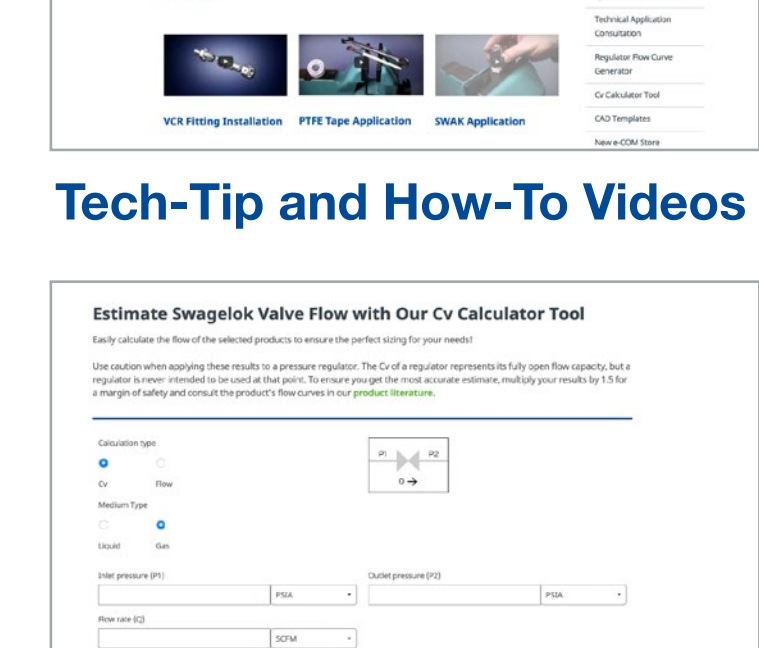 Technical Application
Consultation
Regulator Flow Curve
Generator
Cv Calculator Tool
CAD Templates
New e-COM Store
VCR Fitting Installation
PTFE Tape Application
SWAK Application
Tech-Tip and How-To Videos
Estimate Swagelok Valve Flow with Our Cv Calculator Tool
Easily calculate the flow of the selected products to ensure the perfect sizing for your needs!
Use caution when applying these results to a pressure regulator. The Cv of a regulator represents its fully open flow capacity, but a
regulator is never intended to be used at that point. To ensure you get the most accurate estimate, multiply your results by 1.5 for
a margin of safety and consult the product's flow curves in our product literature.
Calculation type
Cv
Flow
P1
P2
Q →
Medium Type
Liquid
Gas
Inlet pressure (P1)
PSIA
Outlet pressure (P2)
PSIA
Flow rate (Q)
SCFM